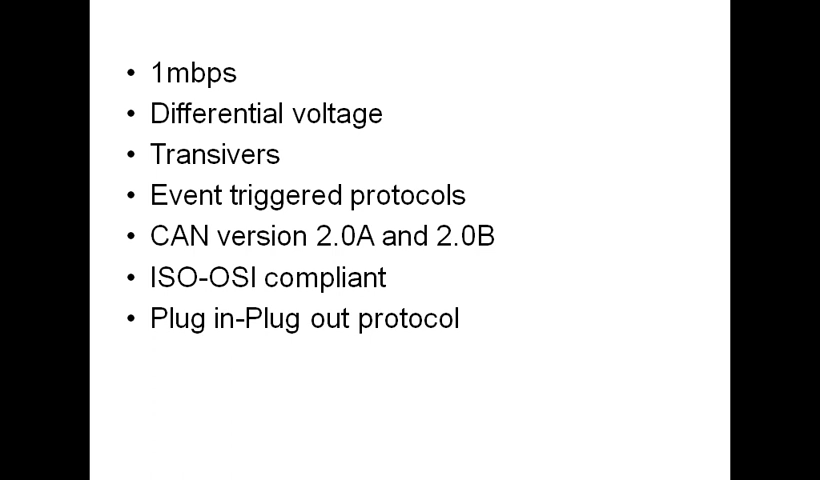 • 1mbps
• Differential voltage
• Transivers
• Event triggered protocols
• CAN version 2.0A and 2.0B
• ISO-OSI compliant
• Plug in-Plug out protocol